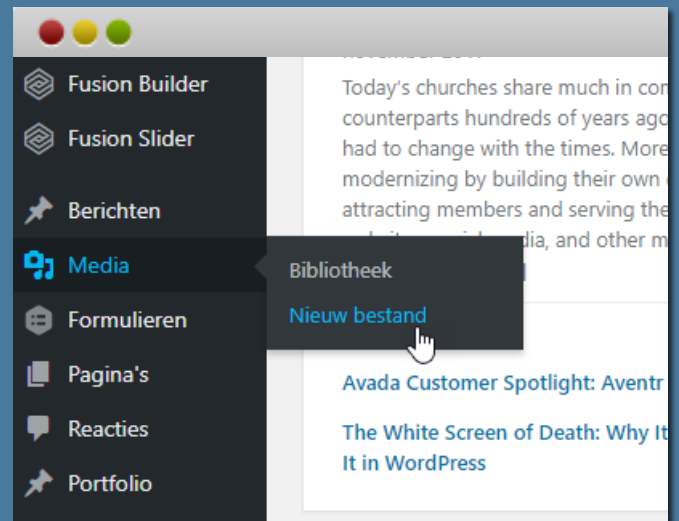 Fusion Builder
Fusion Slider
Berichten
Media
Formulieren
Pagina's
Reacties
Portfolio
Bibliotheek
Nieuw bestand
Today's churches share much in
counterparts hundreds of years ago
had to change with the times. More
modernizing by building their own
attracting members and serving the
and other
Avada Customer Spotlight: Aventr
The White Screen of Death: Why It
It in WordPress